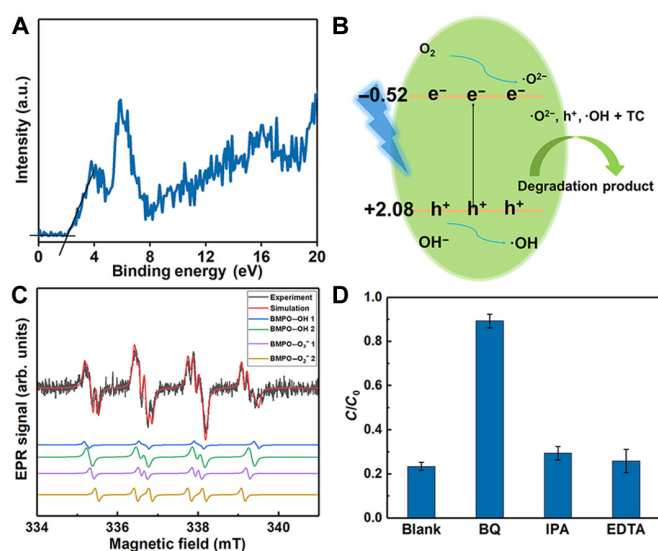 A
Intensity (a.u.)
0 4 8 12 16 20
Binding energy (eV)
B
O₂
·O²⁻
−0.52 e⁻ e⁻ e⁻
·O²⁻, h⁺, ·OH + TC
Degradation product
+2.08 h⁺ h⁺ h⁺
OH⁻ ·OH
C
EPR signal (arb. units)
Experiment
Simulation
BMPO--OH 1
BMPO--OH 2
BMPO--O₂⁻ 1
BMPO--O₂⁻ 2
334 336 338 340
Magnetic field (mT)
D
C/C₀
1.0
0.8
0.6
0.4
0.2
0.0
Blank BQ IPA EDTA